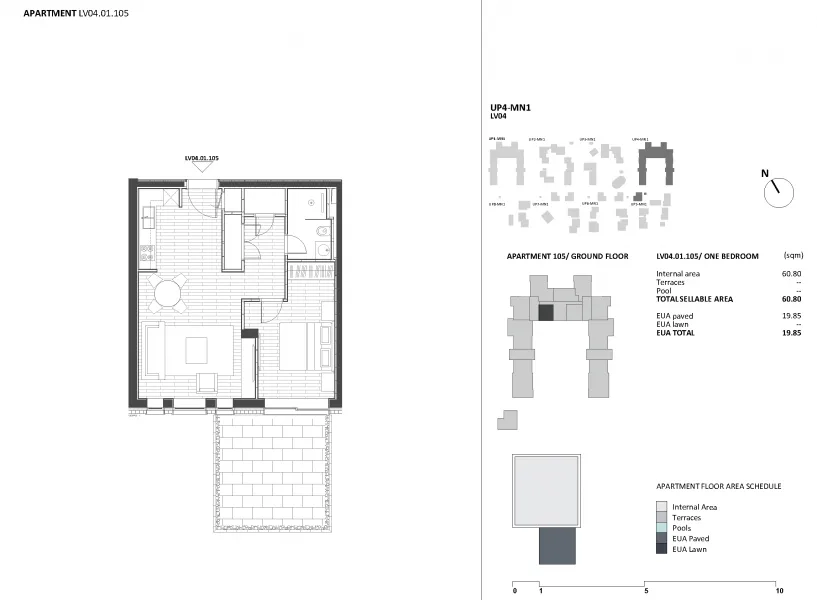 APARTMENT LV04.01.105
LV04.01.105
UP4-MN1
LV04
UP3-MN1
UP4-MN1
N
APARTMENT 105/ GROUND FLOOR
LV04.01.105/ ONE BEDROOM (sqm)
Internal area 60.80
Terraces --
Pool --
TOTAL SELLABLE AREA 60.80
EUA paved 19.85
EUA lawn --
EUA TOTAL 19.85
APARTMENT FLOOR AREA SCHEDULE
Internal Area
Terraces
Pools
EUA Paved
EUA Lawn
0 1 5 10